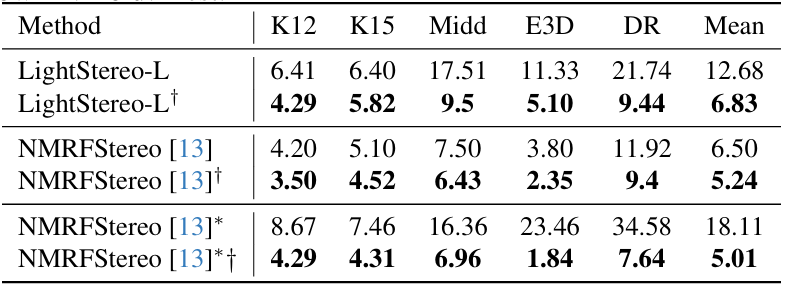 Method K12 K15 Midd E3D DR Mean
LightStereo-L 6.41 6.40 17.51 11.33 21.74 12.68
LightStereo-L† 4.29 5.82 9.5 5.10 9.44 6.83
NMRFStereo [13] 4.20 5.10 7.50 3.80 11.92 6.50
NMRFStereo [13]† 3.50 4.52 6.43 2.35 9.4 5.24
NMRFStereo [13]* 8.67 7.46 16.36 23.46 34.58 18.11
NMRFStereo [13]*† 4.29 4.31 6.96 1.84 7.64 5.01